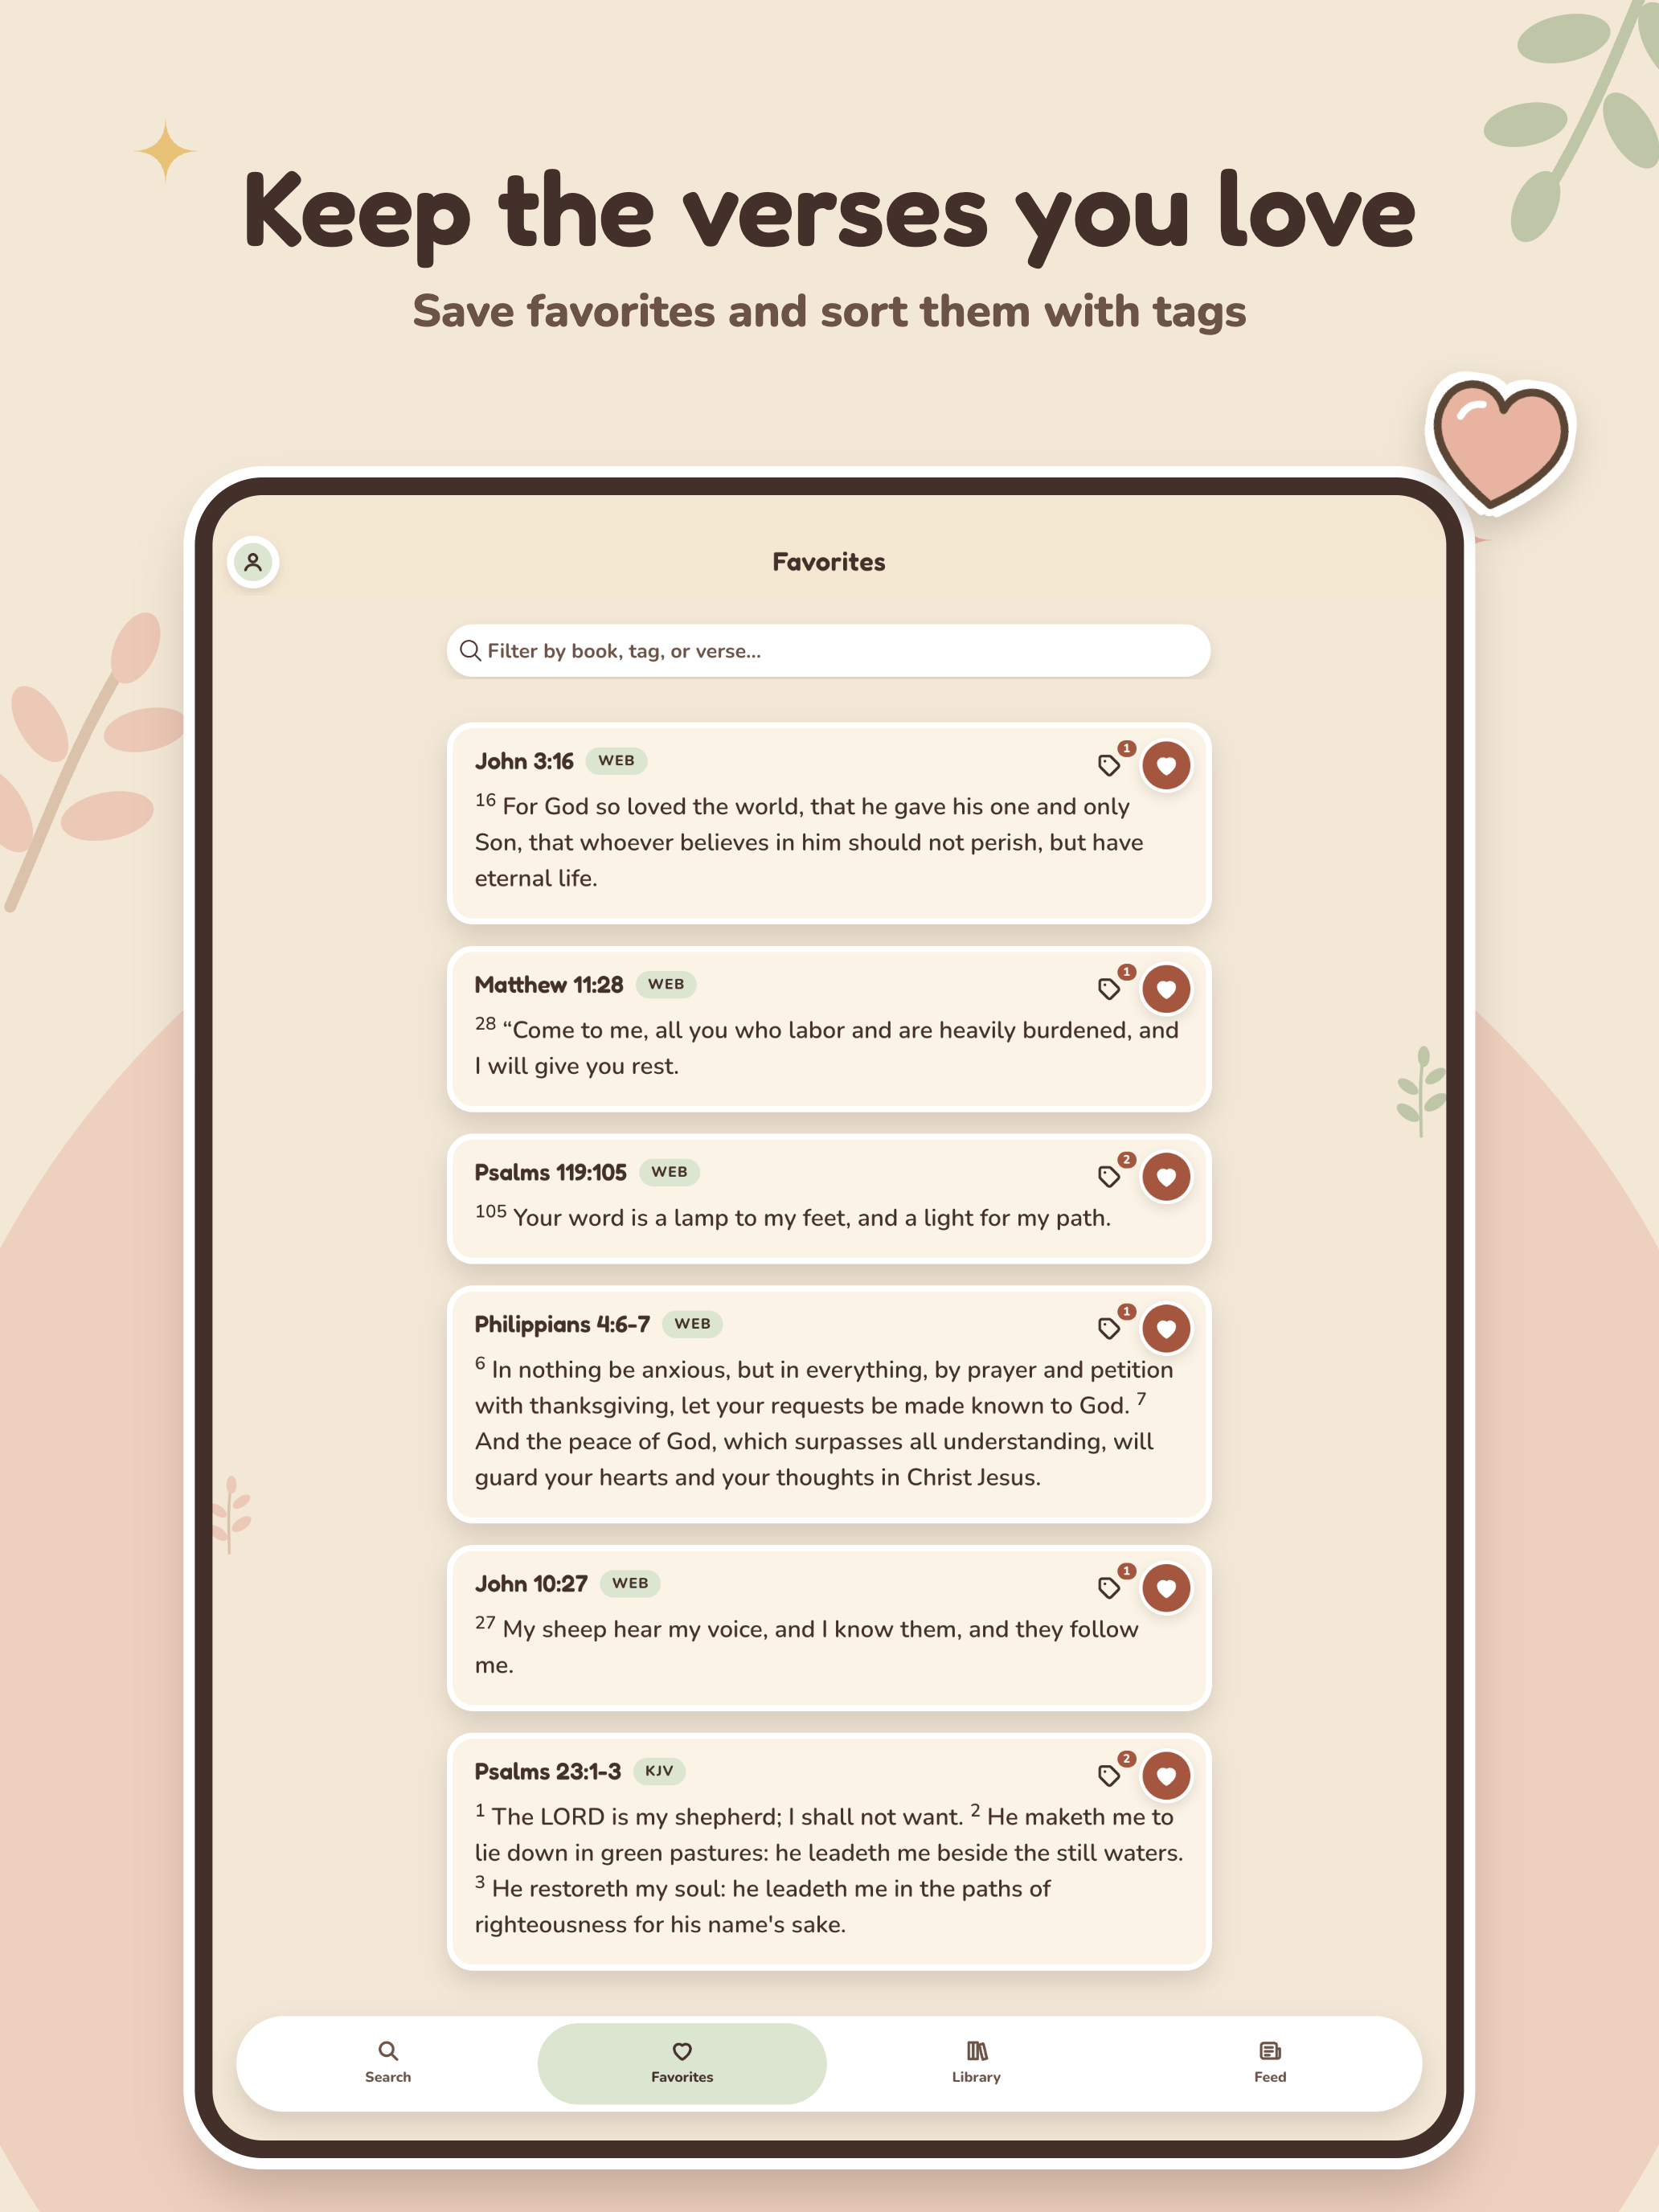 Keep the verses you love
Save favorites and sort them with tags
Favorites
Filter by book, tag, or verse...
John 3:16 WEB 1
16 For God so loved the world, that he gave his one and only
Son, that whoever believes in him should not perish, but have
eternal life.
Matthew 11:28 WEB 1
28 “Come to me, all you who labor and are heavily burdened, and
I will give you rest.
Psalms 119:105 WEB 2
105 Your word is a lamp to my feet, and a light for my path.
Philippians 4:6-7 WEB 1
6 In nothing be anxious, but in everything, by prayer and petition
with thanksgiving, let your requests be made known to God. 7
And the peace of God, which surpasses all understanding, will
guard your hearts and your thoughts in Christ Jesus.
John 10:27 WEB 1
27 My sheep hear my voice, and I know them, and they follow
me.
Psalms 23:1-3 KJV 2
1 The LORD is my shepherd; I shall not want. 2 He maketh me to
lie down in green pastures: he leadeth me beside the still waters.
3 He restoreth my soul: he leadeth me in the paths of
righteousness for his name's sake.
Search Favorites Library Feed